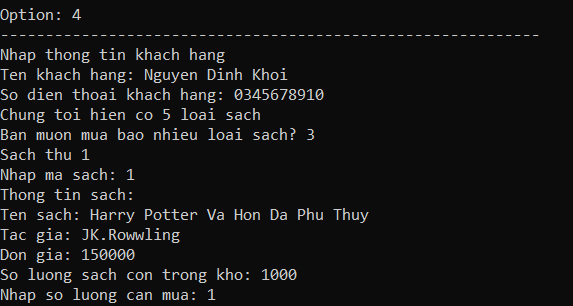 Option: 4
------------------------------------------------------------
Nhap thong tin khach hang
Ten khach hang: Nguyen Dinh Khoi
So dien thoai khach hang: 0345678910
Chung toi hien co 5 loai sach
Ban muon mua bao nhieu loai sach? 3
Sach thu 1
Nhap ma sach: 1
Thong tin sach:
Ten sach: Harry Potter Va Hon Da Phu Thuy
Tac gia: JK.Rowwling
Don gia: 150000
So luong sach con trong kho: 1000
Nhap so luong can mua: 1